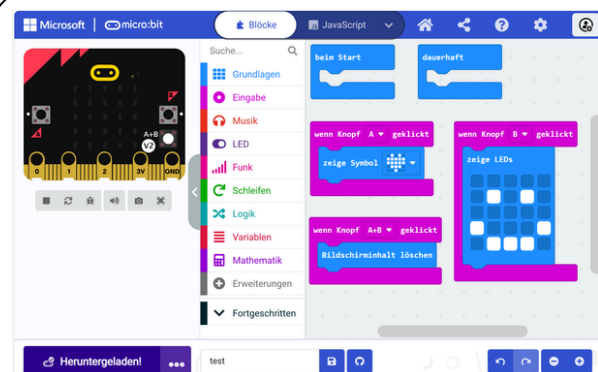 Microsoft micro:bit Blöcke JavaScript
Suche...
Grundlagen
Eingabe
Musik
LED
Funk
Schleifen
Logik
Variablen
Mathematik
Erweiterungen
Fortgeschritten
beim Start
dauerhaft
wenn Knopf A geklickt
zeige Symbol
wenn Knopf B geklickt
zeige LEDs
wenn Knopf A+B geklickt
Bildschirminhalt löschen
A
B
A+B
V2
0 1 2 3V GND
Heruntergeladen!
test